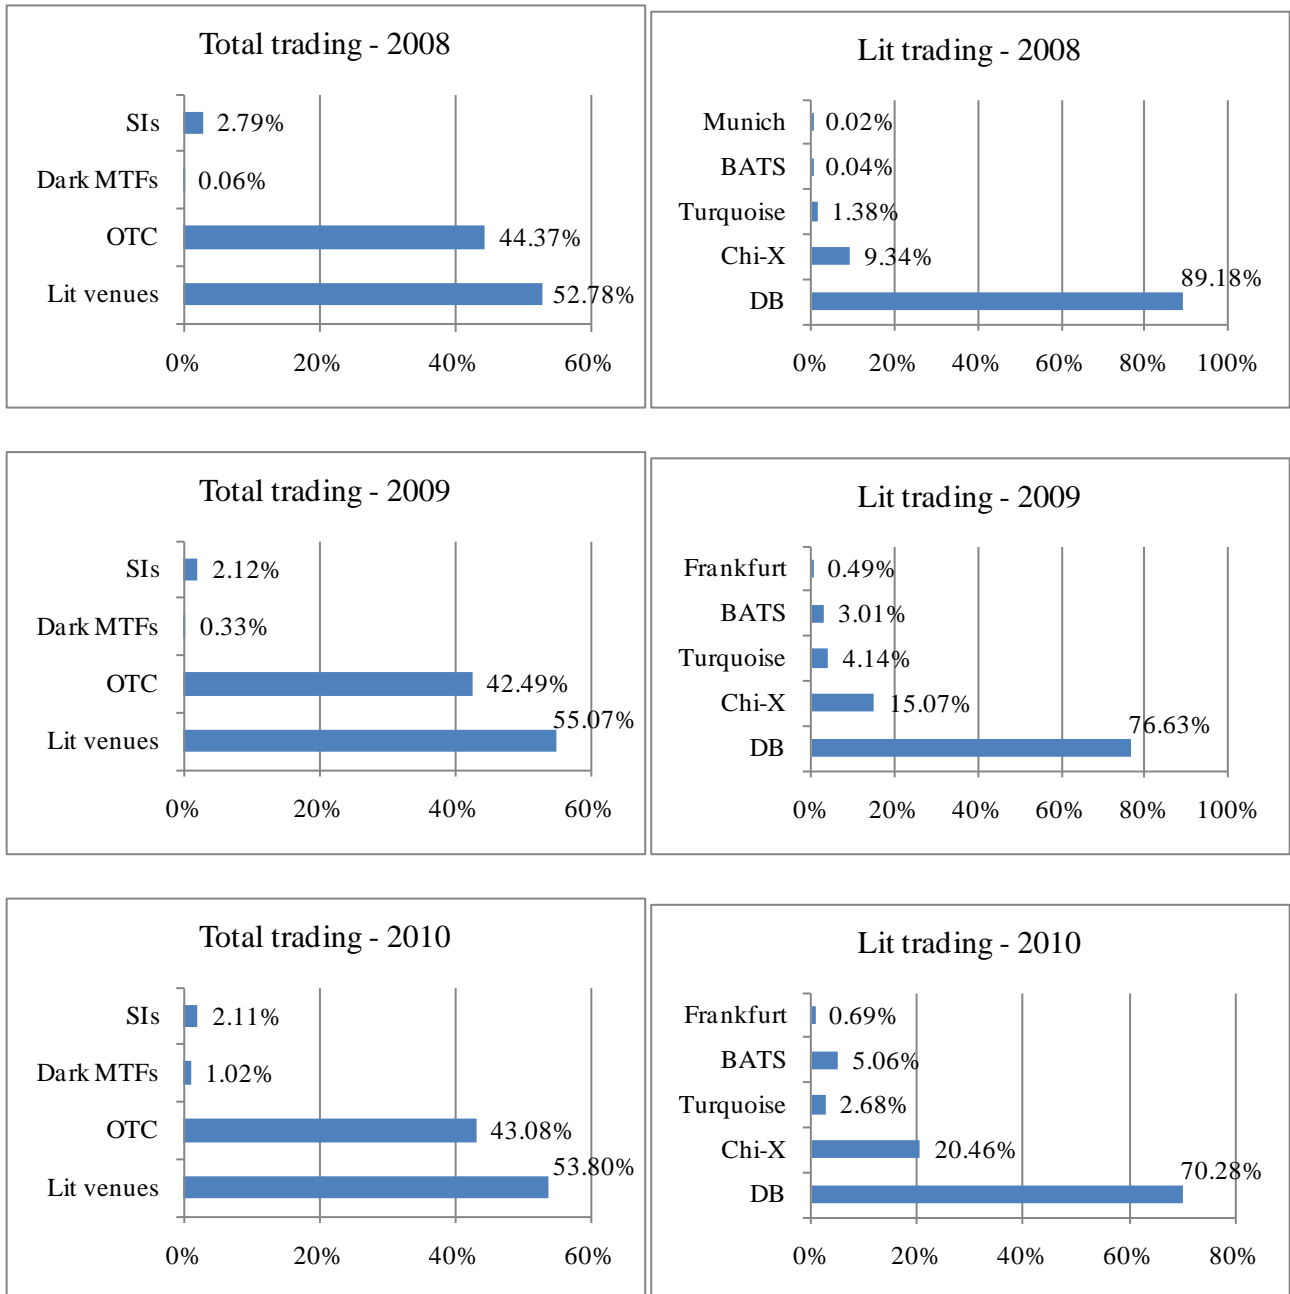 Total trading - 2008
SIs 2.79%
Dark MTFs 0.06%
OTC 44.37%
Lit venues 52.78%
0% 20% 40% 60%
Lit trading - 2008
Munich 0.02%
BATS 0.04%
Turquoise 1.38%
Chi-X 9.34%
DB 89.18%
0% 20% 40% 60% 80% 100%
Total trading - 2009
SIs 2.12%
Dark MTFs 0.33%
OTC 42.49%
Lit venues 55.07%
0% 20% 40% 60%
Lit trading - 2009
Frankfurt 0.49%
BATS 3.01%
Turquoise 4.14%
Chi-X 15.07%
DB 76.63%
0% 20% 40% 60% 80% 100%
Total trading - 2010
SIs 2.11%
Dark MTFs 1.02%
OTC 43.08%
Lit venues 53.80%
0% 20% 40% 60%
Lit trading - 2010
Frankfurt 0.69%
BATS 5.06%
Turquoise 2.68%
Chi-X 20.46%
DB 70.28%
0% 20% 40% 60% 80%